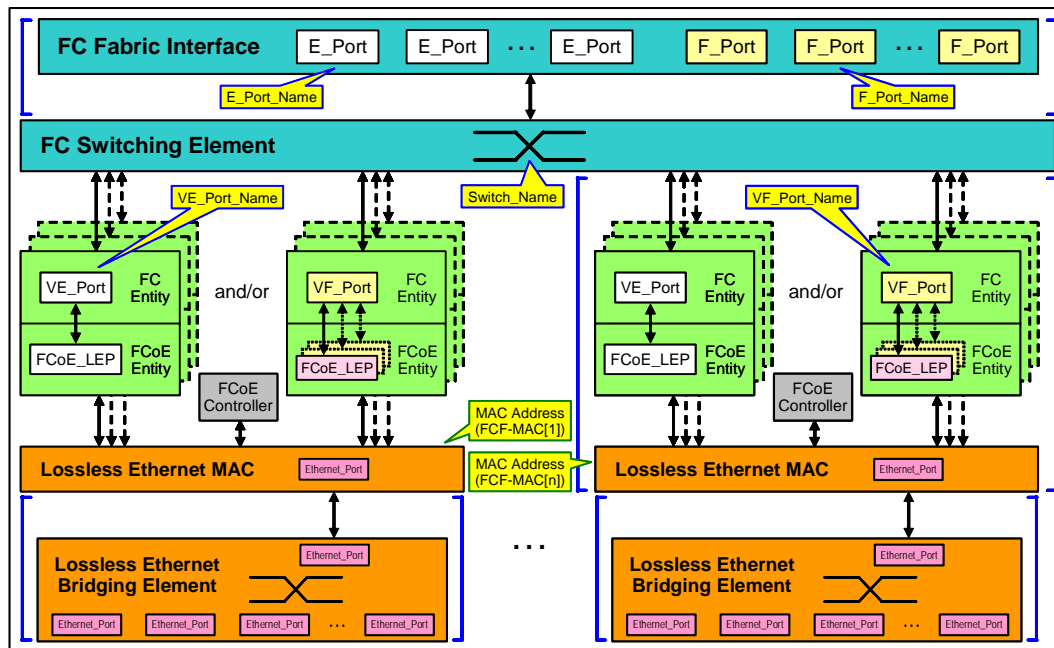 FC Fabric Interface
E_Port
E_Port
...
E_Port
F_Port
F_Port
...
F_Port
E_Port_Name
F_Port_Name
FC Switching Element
Switch_Name
VE_Port_Name
VF_Port_Name
VE_Port
FC
Entity
FCoE_LEP
FCoE
Entity
and/or
VF_Port
FC
Entity
FCoE_LEP
FCoE
Entity
FCoE
Controller
VE_Port
FC
Entity
FCoE_LEP
FCoE
Entity
and/or
VF_Port
FC
Entity
FCoE_LEP
FCoE
Entity
FCoE
Controller
MAC Address
(FCF-MAC[1])
MAC Address
(FCF-MAC[n])
Lossless Ethernet MAC
Ethernet_Port
Lossless Ethernet MAC
Ethernet_Port
Lossless Ethernet
Bridging Element
Ethernet_Port
Ethernet_Port
Ethernet_Port
Ethernet_Port
...
Ethernet_Port
...
Lossless Ethernet
Bridging Element
Ethernet_Port
Ethernet_Port
Ethernet_Port
Ethernet_Port
...
Ethernet_Port